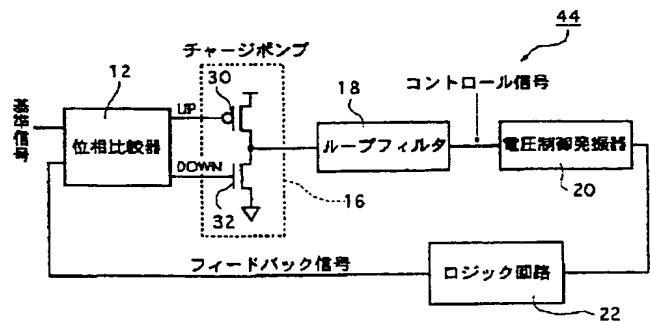 44
チャージポンプ
12
30
18
コントロール信号
UP
基準信号
位相比較器
ループフィルタ
電圧制御発振器
DOWN
20
32
16
フィードバック信号
ロジック回路
22